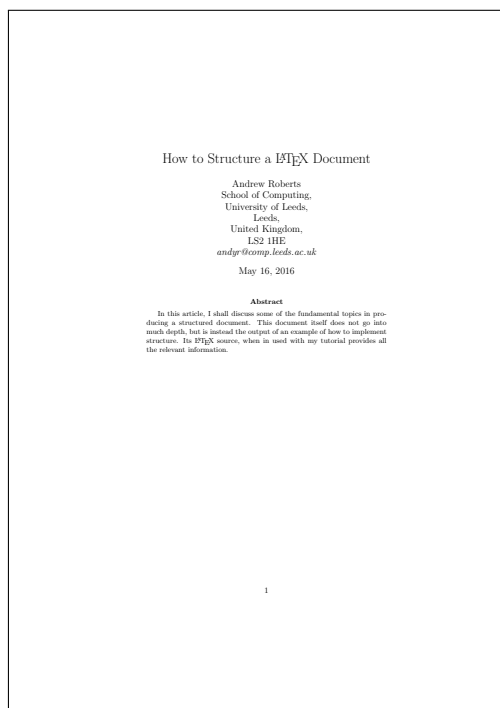 How to Structure a LATEX Document
Andrew Roberts
School of Computing,
University of Leeds,
Leeds,
United Kingdom,
LS2 1HE
andyr@comp.leeds.ac.uk
May 16, 2016
Abstract
In this article, I shall discuss some of the fundamental topics in pro-
ducing a structured document. This document itself does not go into
much depth, but is instead the output of an example of how to implement
structure. Its LATEX source, when in used with my tutorial provides all
the relevant information.
1